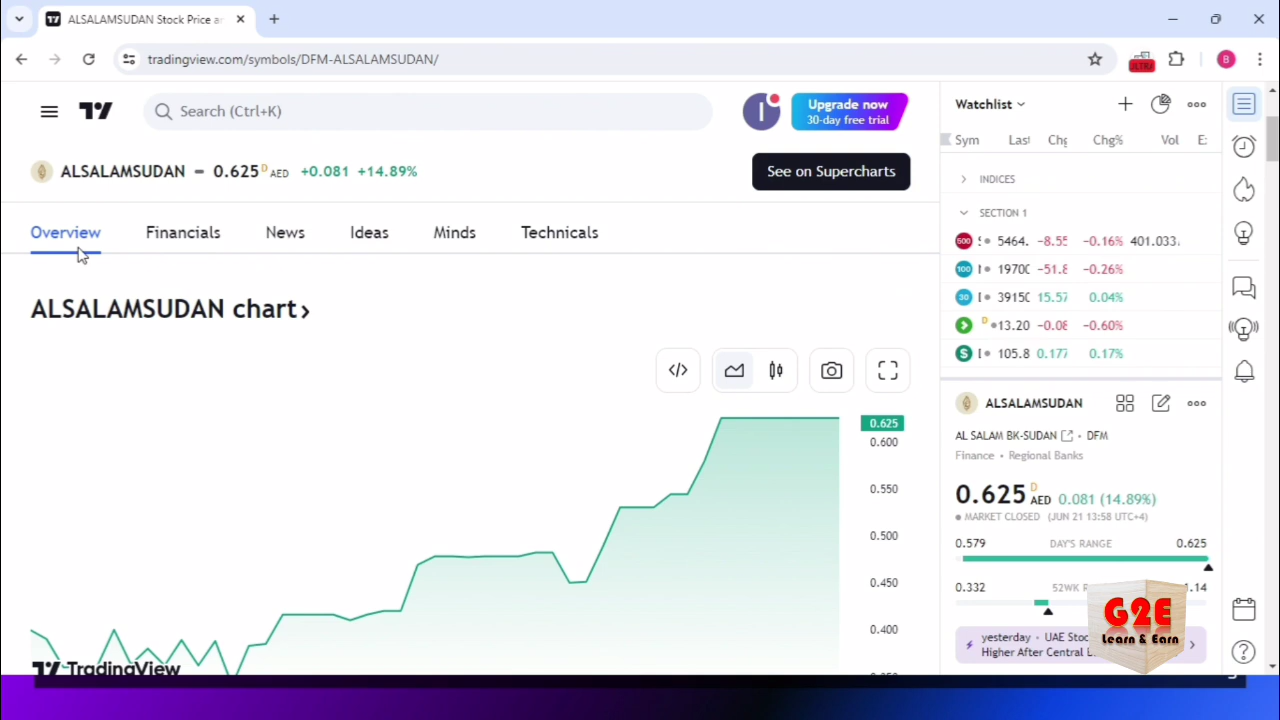 ALSALAMSUDAN Stock Price a
tradingview.com/symbols/DFM-ALSALAMSUDAN/
B
Search (Ctrl+K)
I
Upgrade now
30-day free trial
ALSALAMSUDAN − 0.625 D AED +0.081 +14.89%
See on Supercharts
Overview Financials News Ideas Minds Technicals
ALSALAMSUDAN chart
0.625
0.600
0.550
0.500
0.450
0.400
TradingView
Watchlist
Sym Last Chg Chg% Vol E:
INDICES
SECTION 1
500 5464. −8.55 −0.16% 401.033
100 19700 −51.8 −0.26%
30 39150 15.57 0.04%
D 13.20 −0.08 −0.60%
$ 105.8 0.177 0.17%
ALSALAMSUDAN
AL SALAM BK-SUDAN • DFM
Finance • Regional Banks
0.625 D AED 0.081 (14.89%)
MARKET CLOSED (JUN 21 13:58 UTC+4)
0.579 DAY'S RANGE 0.625
0.332 52WK 1.14
yesterday • UAE Stoc
Higher After Central
G2E
Learn & Earn